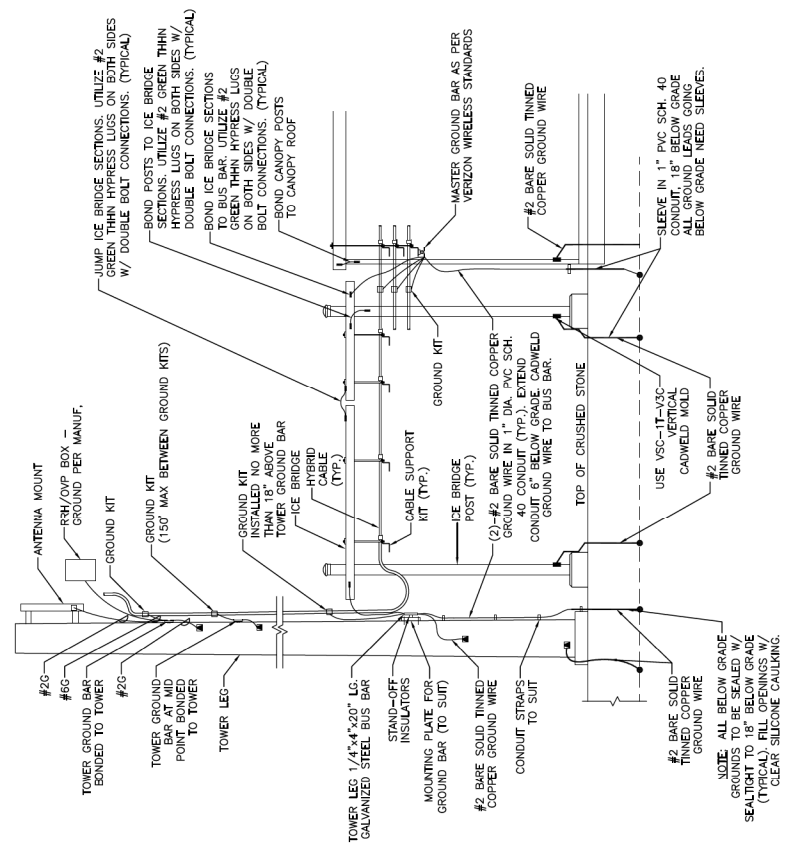 ANTENNA MOUNT
RRH/OVP BOX –
GROUND PER MANUF.
GROUND KIT
GROUND KIT
(150' MAX BETWEEN GROUND KITS)
GROUND KIT
INSTALLED NO MORE
THAN 18" ABOVE
TOWER GROUND BAR
ICE BRIDGE
HYBRID
CABLE
(TYP.)
JUMP ICE BRIDGE SECTIONS. UTILIZE #2
GREEN THHN HYPRESS LUGS ON BOTH SIDES
W/ DOUBLE BOLT CONNECTIONS. (TYPICAL)
BOND POSTS TO ICE BRIDGE
SECTIONS. UTILIZE #2 GREEN THHN
HYPRESS LUGS ON BOTH SIDES W/
DOUBLE BOLT CONNECTIONS. (TYPICAL)
BOND ICE BRIDGE SECTIONS
TO BUS BAR. UTILIZE #2
GREEN THHN HYPRESS LUGS
ON BOTH SIDES W/ DOUBLE
BOLT CONNECTIONS. (TYPICAL)
BOND CANOPY POSTS
TO CANOPY ROOF
#2G
#6G
TOWER GROUND BAR
BONDED TO TOWER
#2G
TOWER GROUND
BAR AT MID
POINT BONDED
TO TOWER
TOWER LEG
TOWER LEG 1/4"x4"x20" LG.
GALVANIZED STEEL BUS BAR
STAND–OFF
INSULATORS
MOUNTING PLATE FOR
GROUND BAR (TO SUIT)
#2 BARE SOLID TINNED
COPPER GROUND WIRE
CONDUIT STRAPS
TO SUIT
CABLE SUPPORT
KIT (TYP.)
ICE BRIDGE
POST (TYP.)
(2)–#2 BARE SOLID TINNED COPPER
GROUND WIRE IN 1" DIA. PVC SCH.
40 CONDUIT (TYP.). EXTEND
CONDUIT 6" BELOW GRADE. CADWELD
GROUND WIRE TO BUS BAR.
GROUND KIT
MASTER GROUND BAR AS PER
VERIZON WIRELESS STANDARDS
#2 BARE SOLID TINNED
COPPER GROUND WIRE
TOP OF CRUSHED STONE
SLEEVE IN 1" PVC SCH. 40
CONDUIT, 18" BELOW GRADE
ALL GROUND LEADS GOING
BELOW GRADE NEED SLEEVES.
USE VSC–1T–V3C
VERTICAL
CADWELD MOLD
#2 BARE SOLID
TINNED COPPER
GROUND WIRE
#2 BARE SOLID
TINNED COPPER
GROUND WIRE
NOTE: ALL BELOW GRADE
GROUNDS TO BE SEALED W/
SEALTIGHT TO 18" BELOW GRADE
(TYPICAL). FILL OPENINGS W/
CLEAR SILICONE CAULKING.